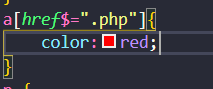 a[href$=".php"]{
color: red;
}